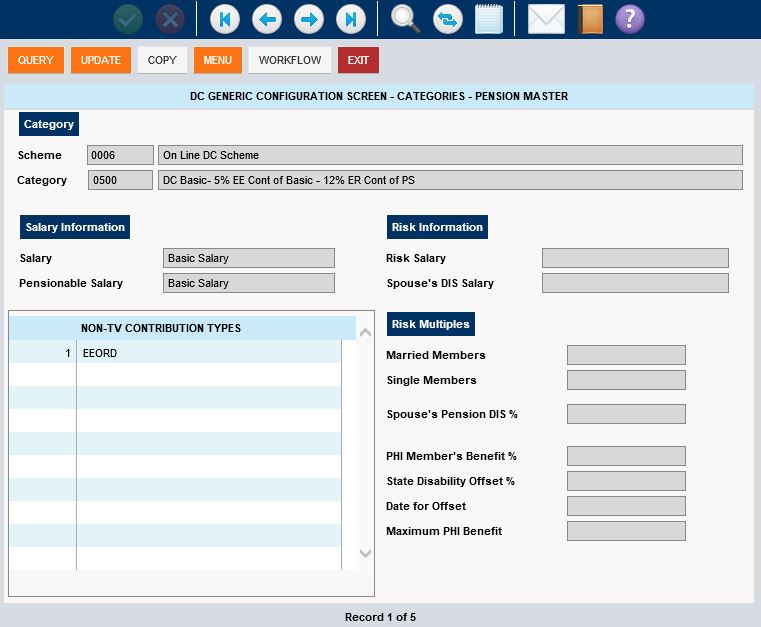 ?
QUERY UPDATE COPY MENU WORKFLOW EXIT
DC GENERIC CONFIGURATION SCREEN - CATEGORIES - PENSION MASTER
Category
Scheme 0006 On Line DC Scheme
Category 0500 DC Basic- 5% EE Cont of Basic - 12% ER Cont of PS
Salary Information
Salary Basic Salary
Pensionable Salary Basic Salary
Risk Information
Risk Salary
Spouse's DIS Salary
NON-TV CONTRIBUTION TYPES
1 EEORD
Risk Multiples
Married Members
Single Members
Spouse's Pension DIS %
PHI Member's Benefit %
State Disability Offset %
Date for Offset
Maximum PHI Benefit
Record 1 of 5